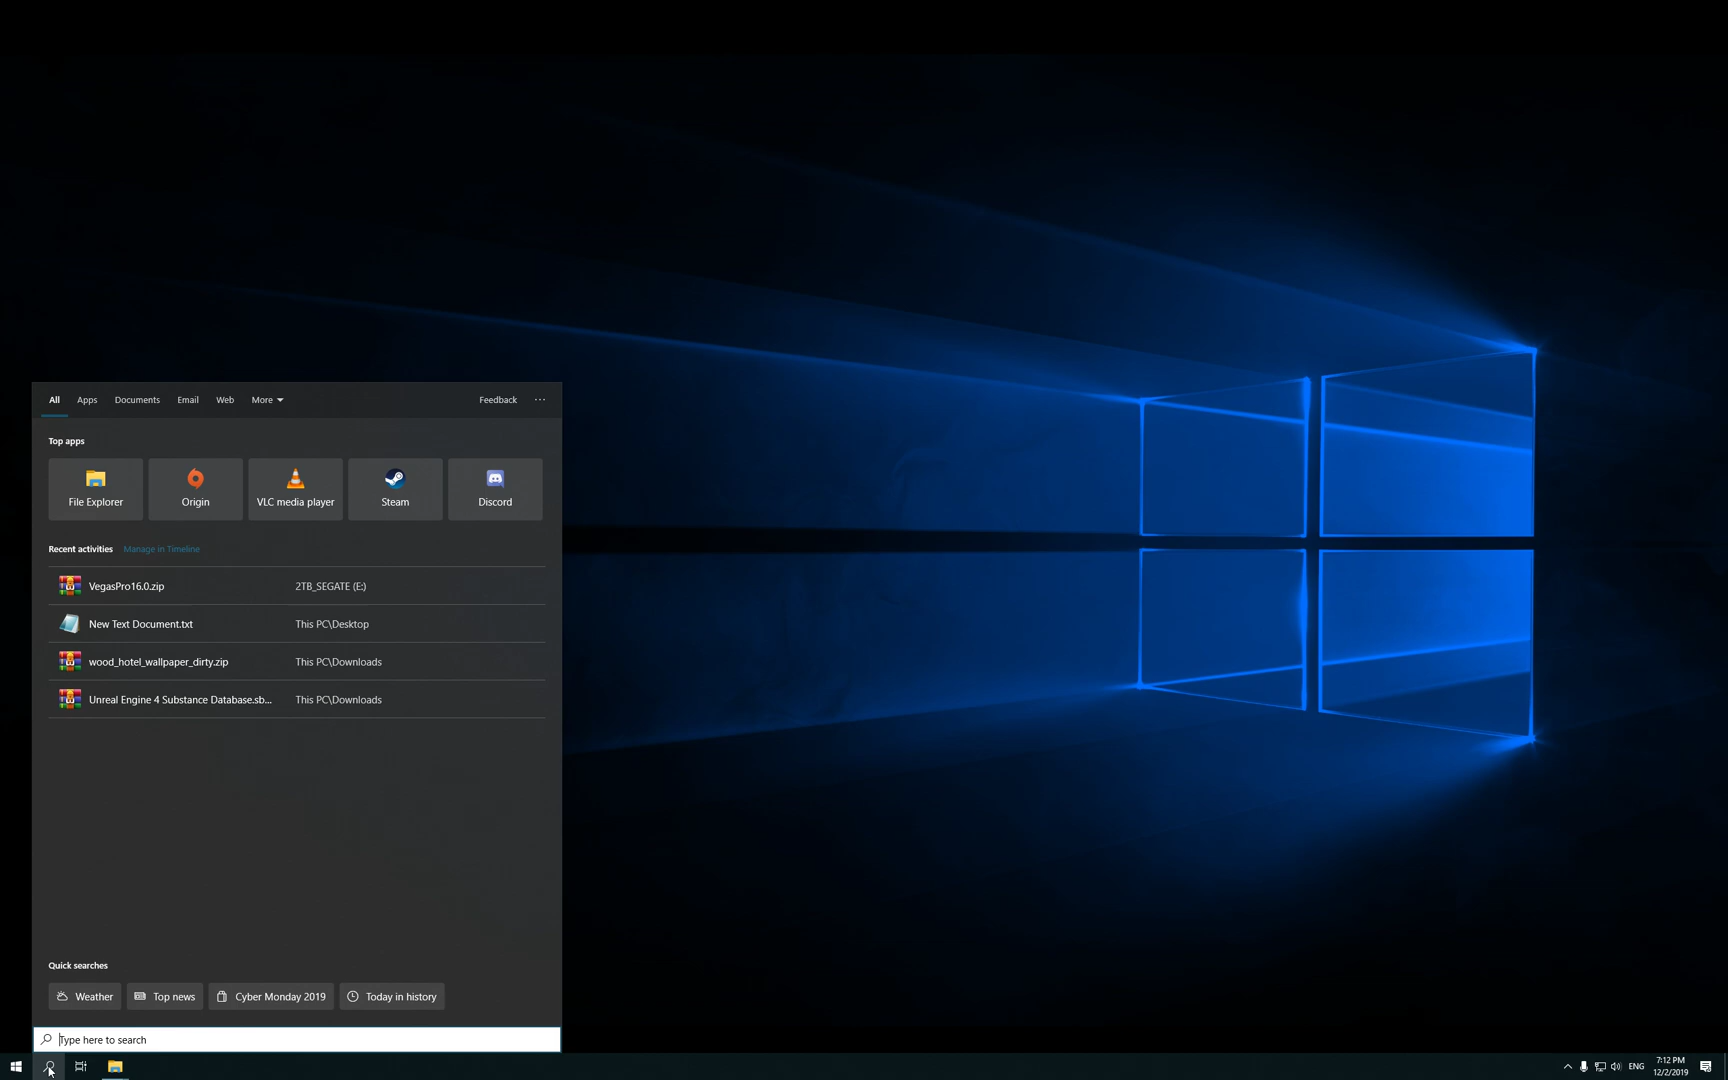 All Apps Documents Email Web More Feedback ...
Top apps
File Explorer Origin VLC media player Steam Discord
Recent activities Manage in Timeline
VegasPro16.0.zip 2TB_SEGATE (E:)
New Text Document.txt This PC\Desktop
wood_hotel_wallpaper_dirty.zip This PC\Downloads
Unreal Engine 4 Substance Database.sb... This PC\Downloads
Quick searches
Weather Top news Cyber Monday 2019 Today in history
Type here to search
ENG 7:12 PM
12/2/2019